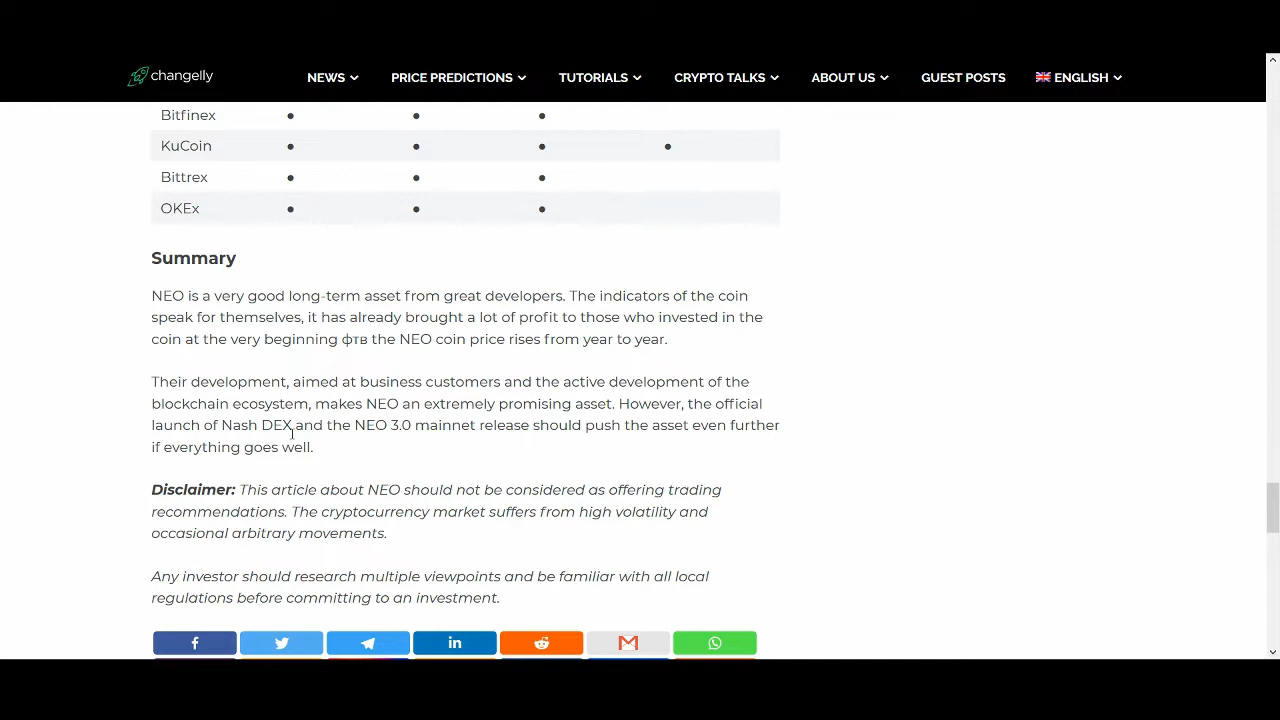 changelly
NEWS
PRICE PREDICTIONS
TUTORIALS
CRYPTO TALKS
ABOUT US
GUEST POSTS
ENGLISH
Bitfinex
KuCoin
Bittrex
OKEx
Summary
NEO is a very good long-term asset from great developers. The indicators of the coin
speak for themselves, it has already brought a lot of profit to those who invested in the
coin at the very beginning фтв the NEO coin price rises from year to year.
Their development, aimed at business customers and the active development of the
blockchain ecosystem, makes NEO an extremely promising asset. However, the official
launch of Nash DEX and the NEO 3.0 mainnet release should push the asset even further
if everything goes well.
Disclaimer: This article about NEO should not be considered as offering trading
recommendations. The cryptocurrency market suffers from high volatility and
occasional arbitrary movements.
Any investor should research multiple viewpoints and be familiar with all local
regulations before committing to an investment.